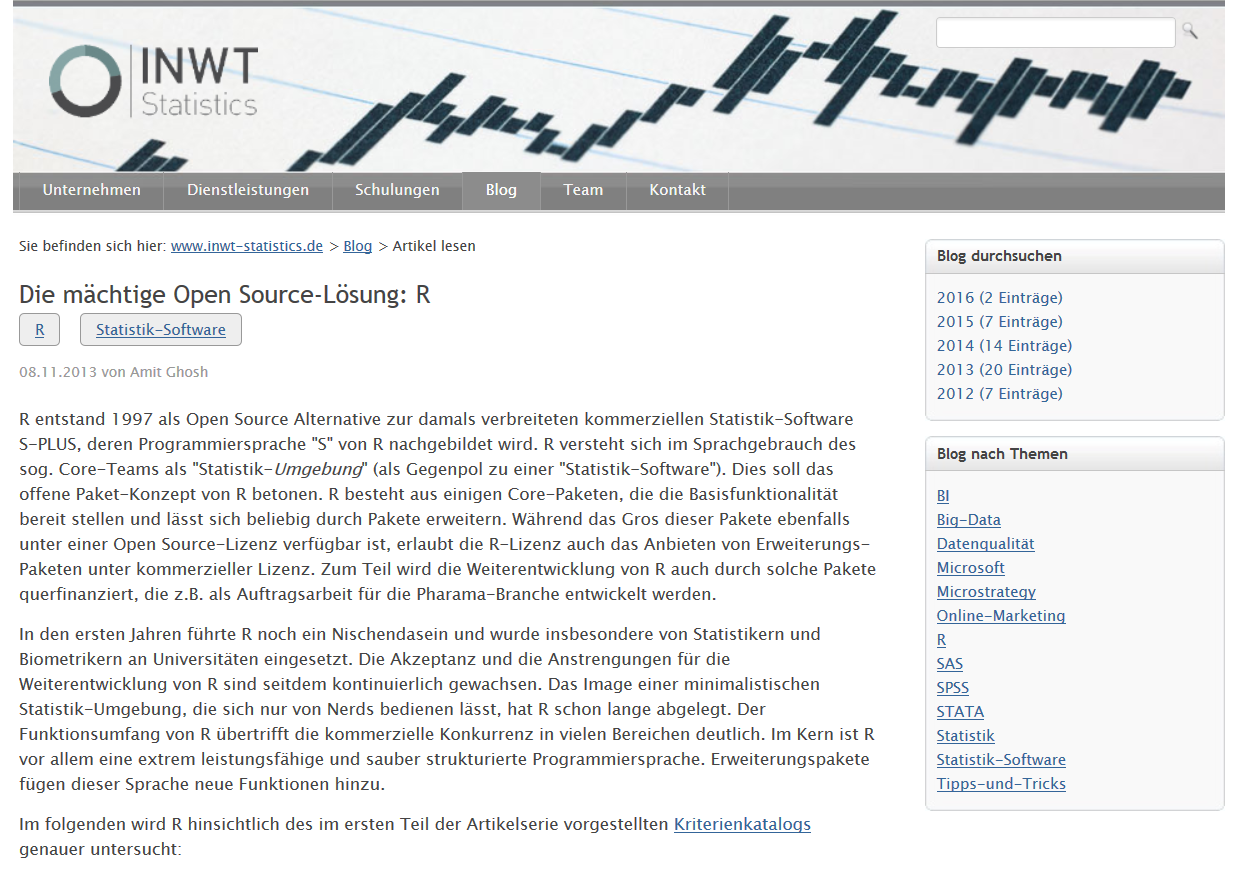 INWT
Statistics
Unternehmen Dienstleistungen Schulungen Blog Team Kontakt
Sie befinden sich hier: www.inwt-statistics.de > Blog > Artikel lesen
Die mächtige Open Source-Lösung: R
R Statistik-Software
08.11.2013 von Amit Ghosh
R entstand 1997 als Open Source Alternative zur damals verbreiteten kommerziellen Statistik-Software
S-PLUS, deren Programmiersprache "S" von R nachgebildet wird. R versteht sich im Sprachgebrauch des
sog. Core-Teams als "Statistik-Umgebung" (als Gegenpol zu einer "Statistik-Software"). Dies soll das
offene Paket-Konzept von R betonen. R besteht aus einigen Core-Paketen, die die Basisfunktionalität
bereit stellen und lässt sich beliebig durch Pakete erweitern. Während das Gros dieser Pakete ebenfalls
unter einer Open Source-Lizenz verfügbar ist, erlaubt die R-Lizenz auch das Anbieten von Erweiterungs-
Paketen unter kommerzieller Lizenz. Zum Teil wird die Weiterentwicklung von R auch durch solche Pakete
querfinanziert, die z.B. als Auftragsarbeit für die Pharama-Branche entwickelt werden.
In den ersten Jahren führte R noch ein Nischendasein und wurde insbesondere von Statistikern und
Biometrikern an Universitäten eingesetzt. Die Akzeptanz und die Anstrengungen für die
Weiterentwicklung von R sind seitdem kontinuierlich gewachsen. Das Image einer minimalistischen
Statistik-Umgebung, die sich nur von Nerds bedienen lässt, hat R schon lange abgelegt. Der
Funktionsumfang von R übertrifft die kommerzielle Konkurrenz in vielen Bereichen deutlich. Im Kern ist R
vor allem eine extrem leistungsfähige und sauber strukturierte Programmiersprache. Erweiterungspakete
fügen dieser Sprache neue Funktionen hinzu.
Im folgenden wird R hinsichtlich des im ersten Teil der Artikelserie vorgestellten Kriterienkatalogs
genauer untersucht:
Blog durchsuchen
2016 (2 Einträge)
2015 (7 Einträge)
2014 (14 Einträge)
2013 (20 Einträge)
2012 (7 Einträge)
Blog nach Themen
BI
Big-Data
Datenqualität
Microsoft
Microstrategy
Online-Marketing
R
SAS
SPSS
STATA
Statistik
Statistik-Software
Tipps-und-Tricks